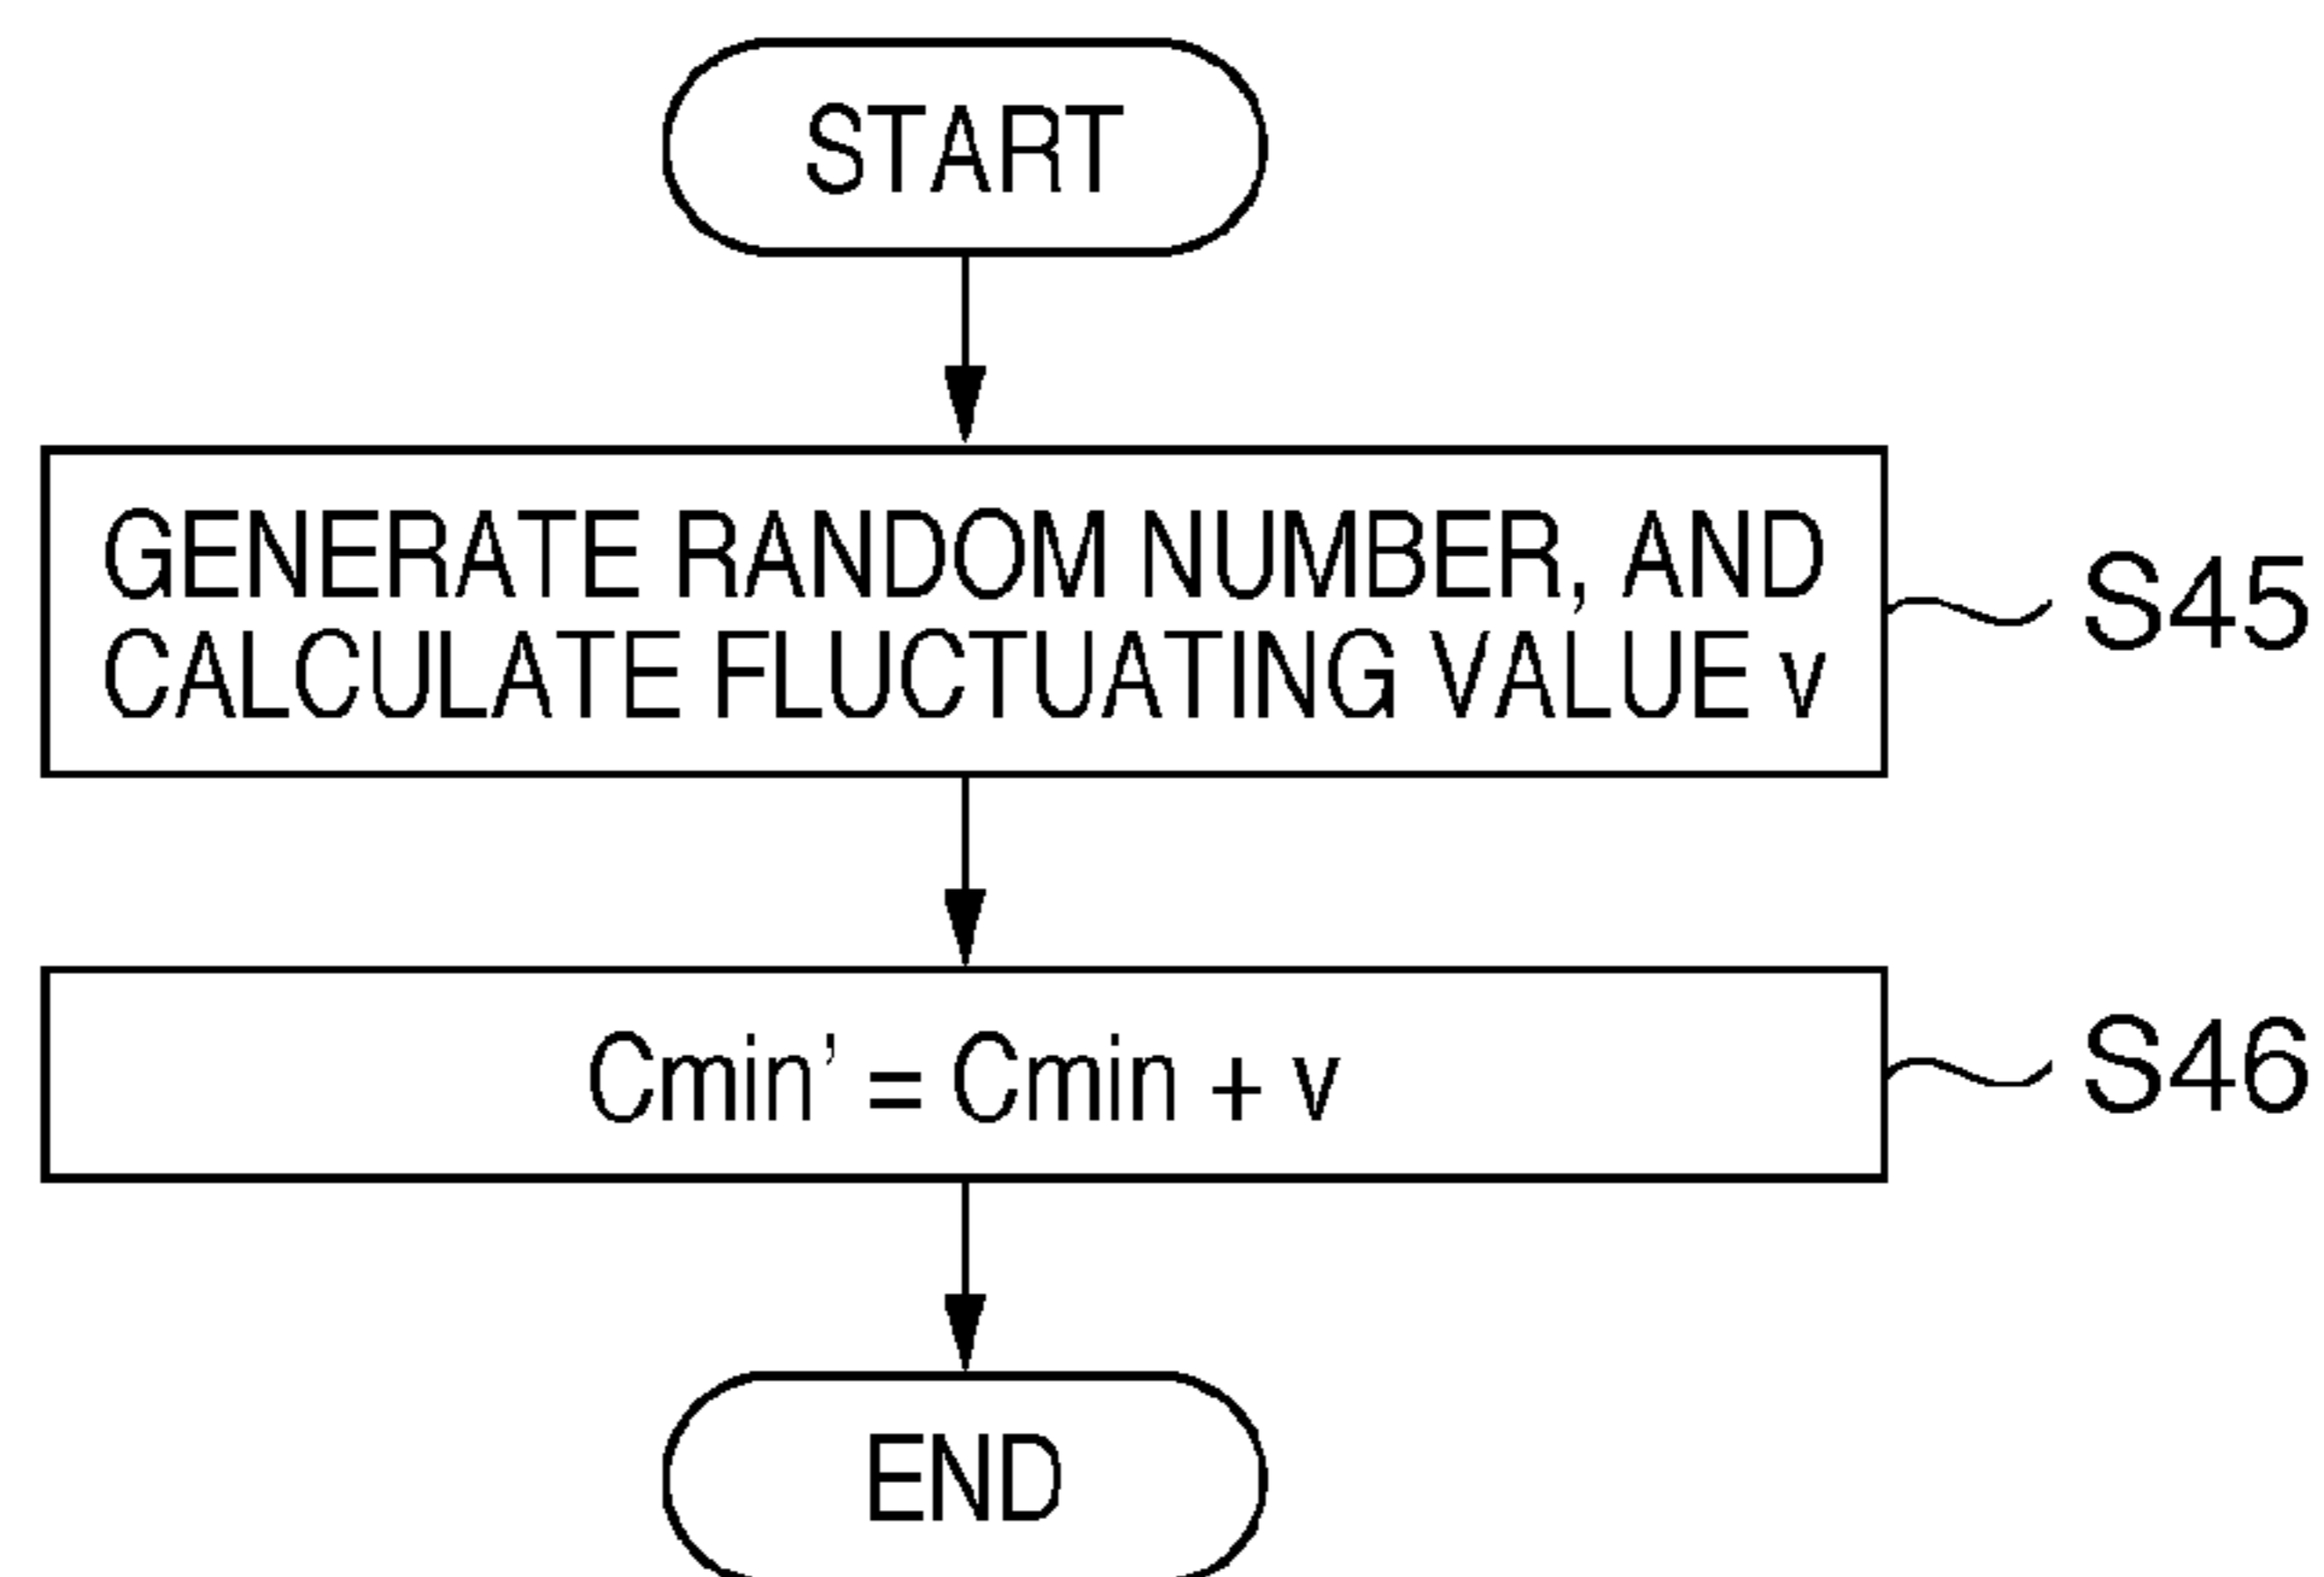 START
GENERATE RANDOM NUMBER, AND
CALCULATE FLUCTUATING VALUE v
S45
Cmin' = Cmin + v
S46
END